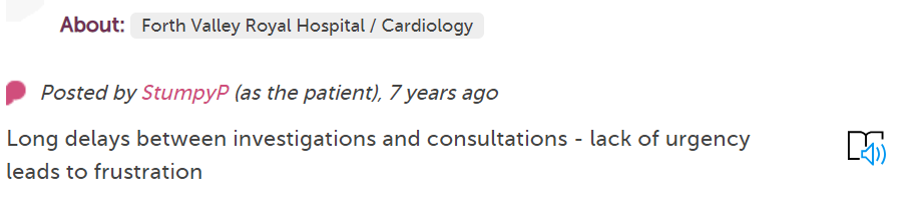 About: Forth Valley Royal Hospital / Cardiology
Posted by StumpyP (as the patient), 7 years ago
Long delays between investigations and consultations - lack of urgency
leads to frustration